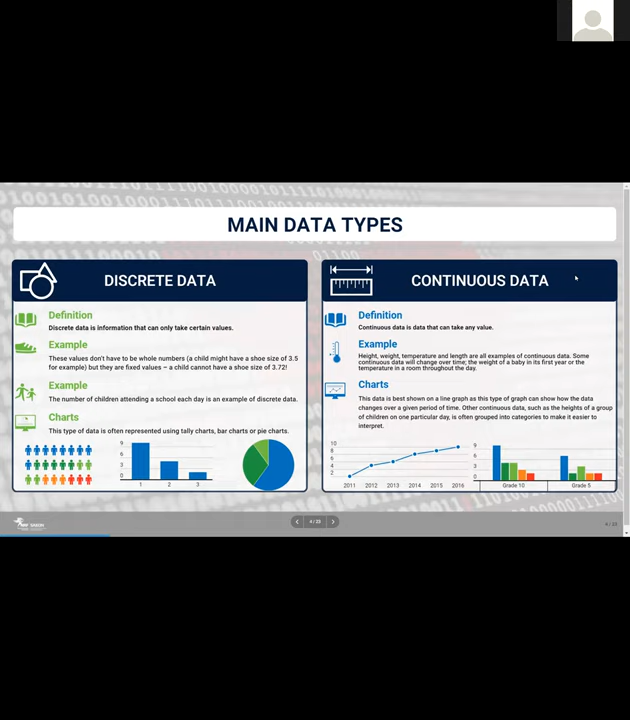 MAIN DATA TYPES
DISCRETE DATA
Definition
Discrete data is information that can only take certain values.
Example
These values don't have to be whole numbers (a child might have a shoe size of 3.5
for example) but they are fixed values – a child cannot have a shoe size of 3.72!
Example
The number of children attending a school each day is an example of discrete data.
Charts
This type of data is often represented using tally charts, bar charts or pie charts.
9
6
3
0
1 2 3
CONTINUOUS DATA
Definition
Continuous data is data that can take any value.
Example
Height, weight, temperature and length are all examples of continuous data. Some
continuous data will change over time; the weight of a baby in its first year or the
temperature in a room throughout the day.
Charts
This data is best shown on a line graph as this type of graph can show how the data
changes over a given period of time. Other continuous data, such as the heights of a group
of children on one particular day, is often grouped into categories to make it easier to
interpret.
10
8
6
4
2
2011 2012 2013 2014 2015 2016
9
6
3
0
Grade 10 Grade 5
4 / 23
4 / 23